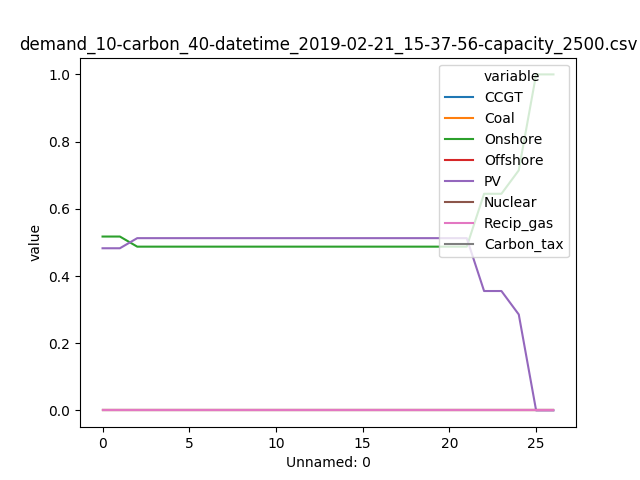 demand_10-carbon_40-datetime_2019-02-21_15-37-56-capacity_2500.csv
1.0
0.8
0.6
0.4
0.2
0.0
value
variable
CCGT
Coal
Onshore
Offshore
PV
Nuclear
Recip_gas
Carbon_tax
0 5 10 15 20 25
Unnamed: 0